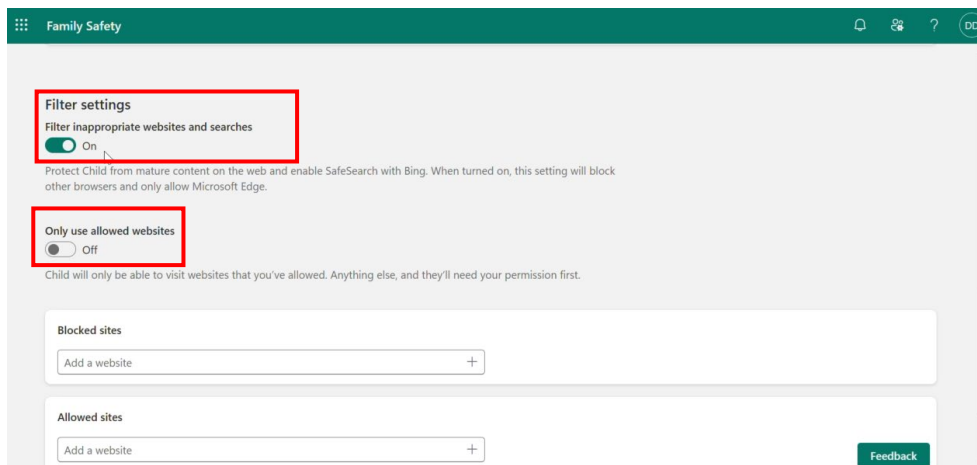 Family Safety
?
DD
Filter settings
Filter inappropriate websites and searches
On
Protect Child from mature content on the web and enable SafeSearch with Bing. When turned on, this setting will block
other browsers and only allow Microsoft Edge.
Only use allowed websites
Off
Child will only be able to visit websites that you've allowed. Anything else, and they'll need your permission first.
Blocked sites
Add a website
Allowed sites
Add a website
Feedback